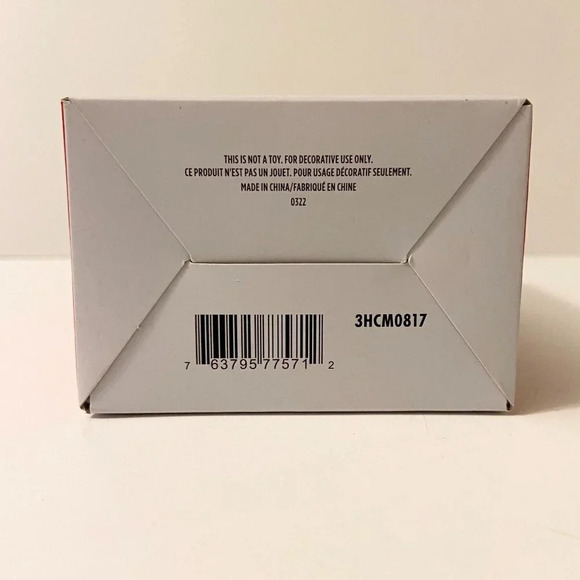 THIS IS NOT A TOY. FOR DECORATIVE USE ONLY.
CE PRODUIT N'EST PAS UN JOUET. POUR USAGE DÉCORATIF SEULEMENT.
MADE IN CHINA/FABRIQUÉ EN CHINE
0322
3HCM0817
7 63795 77571 2